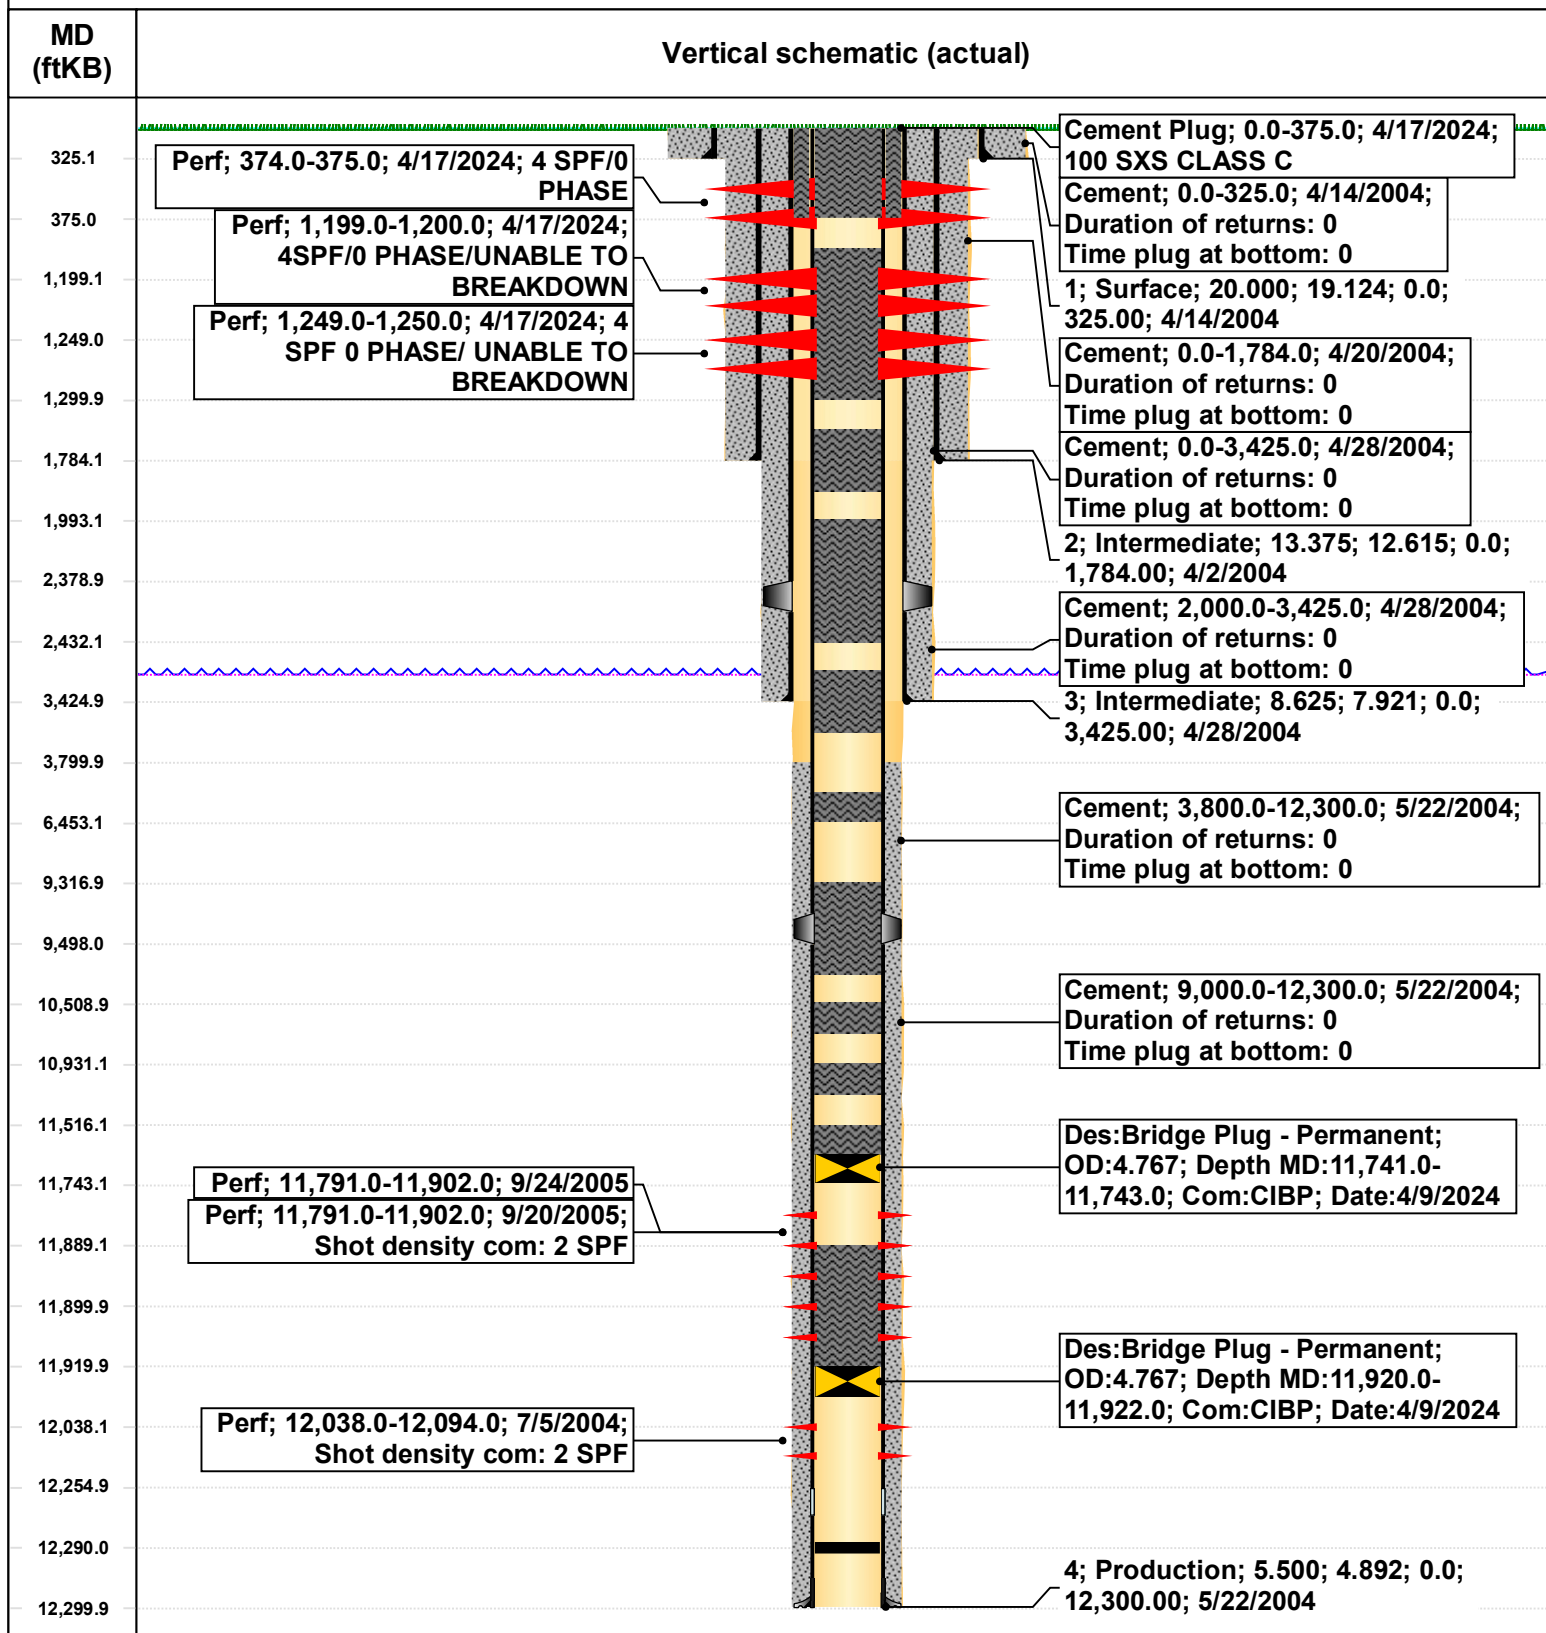 MD
(ftKB)
Vertical schematic (actual)
325.1
375.0
1,199.1
1,249.0
1,299.9
1,784.1
1,993.1
2,378.9
2,432.1
3,424.9
3,799.9
6,453.1
9,316.9
9,498.0
10,508.9
10,931.1
11,516.1
11,743.1
11,889.1
11,899.9
11,919.9
12,038.1
12,254.9
12,290.0
12,299.9
Perf; 374.0-375.0; 4/17/2024; 4 SPF/0
PHASE
Perf; 1,199.0-1,200.0; 4/17/2024;
4SPF/0 PHASE/UNABLE TO
BREAKDOWN
Perf; 1,249.0-1,250.0; 4/17/2024; 4
SPF 0 PHASE/ UNABLE TO
BREAKDOWN
Perf; 11,791.0-11,902.0; 9/24/2005
Perf; 11,791.0-11,902.0; 9/20/2005;
Shot density com: 2 SPF
Perf; 12,038.0-12,094.0; 7/5/2004;
Shot density com: 2 SPF
Cement Plug; 0.0-375.0; 4/17/2024;
100 SXS CLASS C
Cement; 0.0-325.0; 4/14/2004;
Duration of returns: 0
Time plug at bottom: 0
1; Surface; 20.000; 19.124; 0.0;
325.00; 4/14/2004
Cement; 0.0-1,784.0; 4/20/2004;
Duration of returns: 0
Time plug at bottom: 0
Cement; 0.0-3,425.0; 4/28/2004;
Duration of returns: 0
Time plug at bottom: 0
2; Intermediate; 13.375; 12.615; 0.0;
1,784.00; 4/2/2004
Cement; 2,000.0-3,425.0; 4/28/2004;
Duration of returns: 0
Time plug at bottom: 0
3; Intermediate; 8.625; 7.921; 0.0;
3,425.00; 4/28/2004
Cement; 3,800.0-12,300.0; 5/22/2004;
Duration of returns: 0
Time plug at bottom: 0
Cement; 9,000.0-12,300.0; 5/22/2004;
Duration of returns: 0
Time plug at bottom: 0
Des:Bridge Plug - Permanent;
OD:4.767; Depth MD:11,741.0-
11,743.0; Com:CIBP; Date:4/9/2024
Des:Bridge Plug - Permanent;
OD:4.767; Depth MD:11,920.0-
11,922.0; Com:CIBP; Date:4/9/2024
4; Production; 5.500; 4.892; 0.0;
12,300.00; 5/22/2004